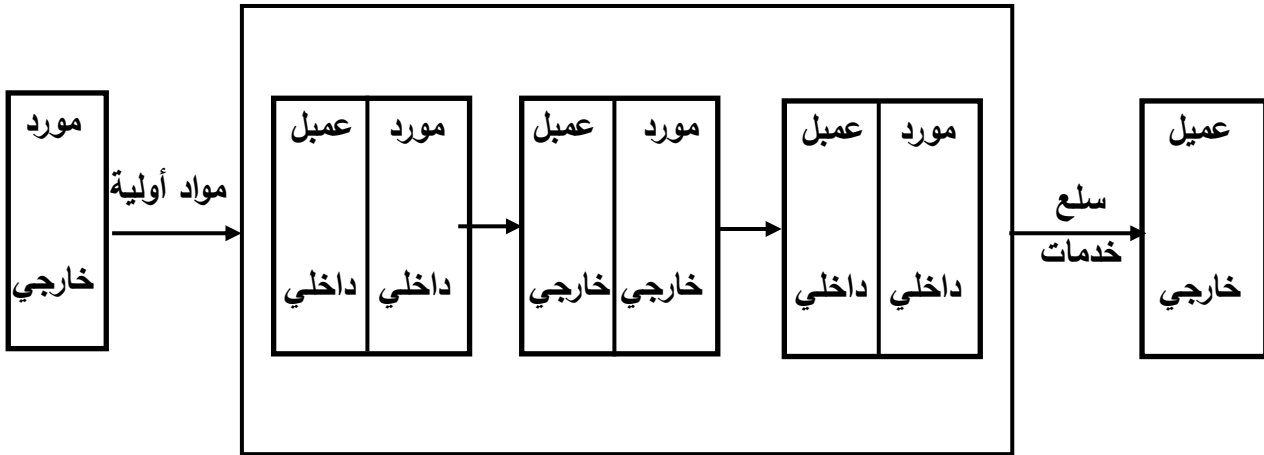 مورد
خارجي
مواد أولية
عمبل
داخلي
مورد
داخلي
عمبل
خارجي
مورد
خارجي
عمبل
داخلي
مورد
داخلي
سلع
خدمات
عميل
خارجي